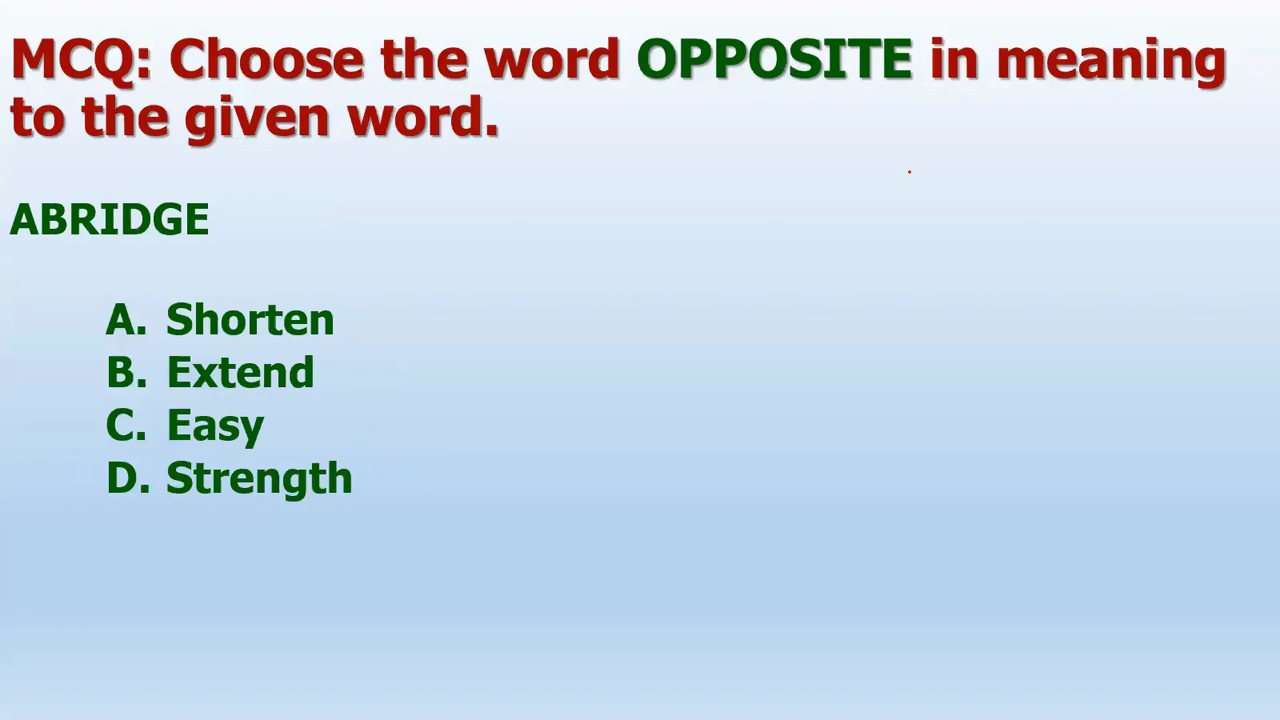 MCQ: Choose the word OPPOSITE in meaning
to the given word.
ABRIDGE
A. Shorten
B. Extend
C. Easy
D. Strength